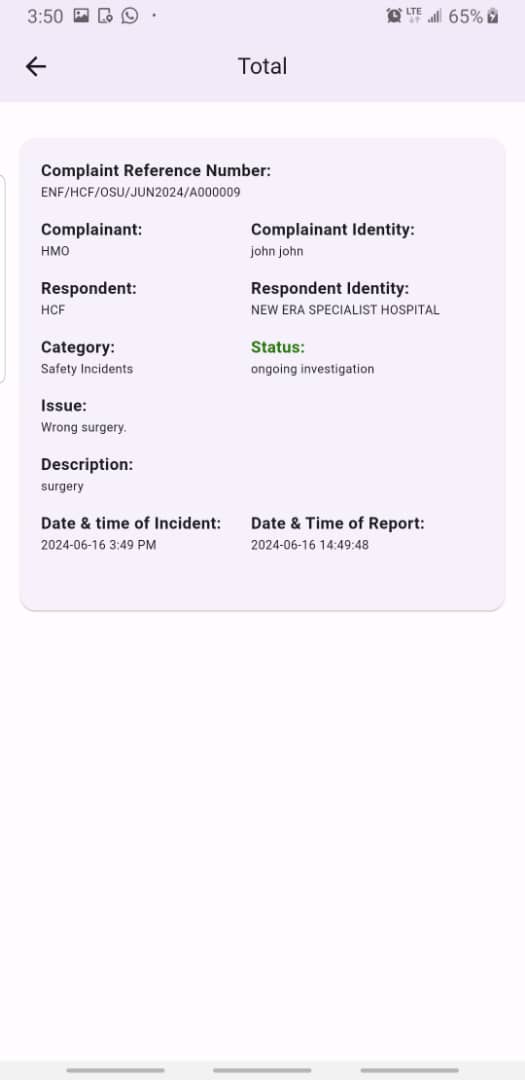 3:50 LTE 65%
Total
Complaint Reference Number:
ENF/HCF/OSU/JUN2024/A000009
Complainant: Complainant Identity:
HMO john john
Respondent: Respondent Identity:
HCF NEW ERA SPECIALIST HOSPITAL
Category: Status:
Safety Incidents ongoing investigation
Issue:
Wrong surgery.
Description:
surgery
Date & time of Incident: Date & Time of Report:
2024-06-16 3:49 PM 2024-06-16 14:49:48